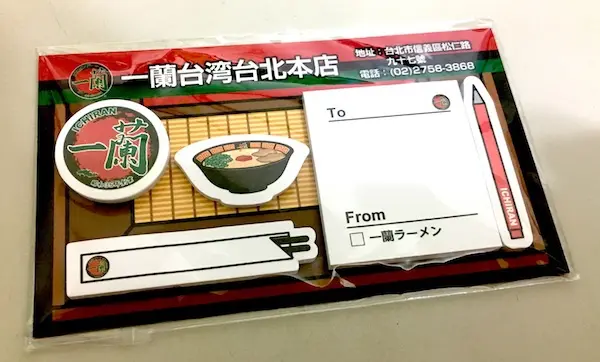 一蘭
一蘭台湾台北本店
地址：台北市信義區松仁路
九十七號
電話：(02)2758-3868
ICHIRAN
一蘭
To
From
一蘭ラーメン
ICHIRAN